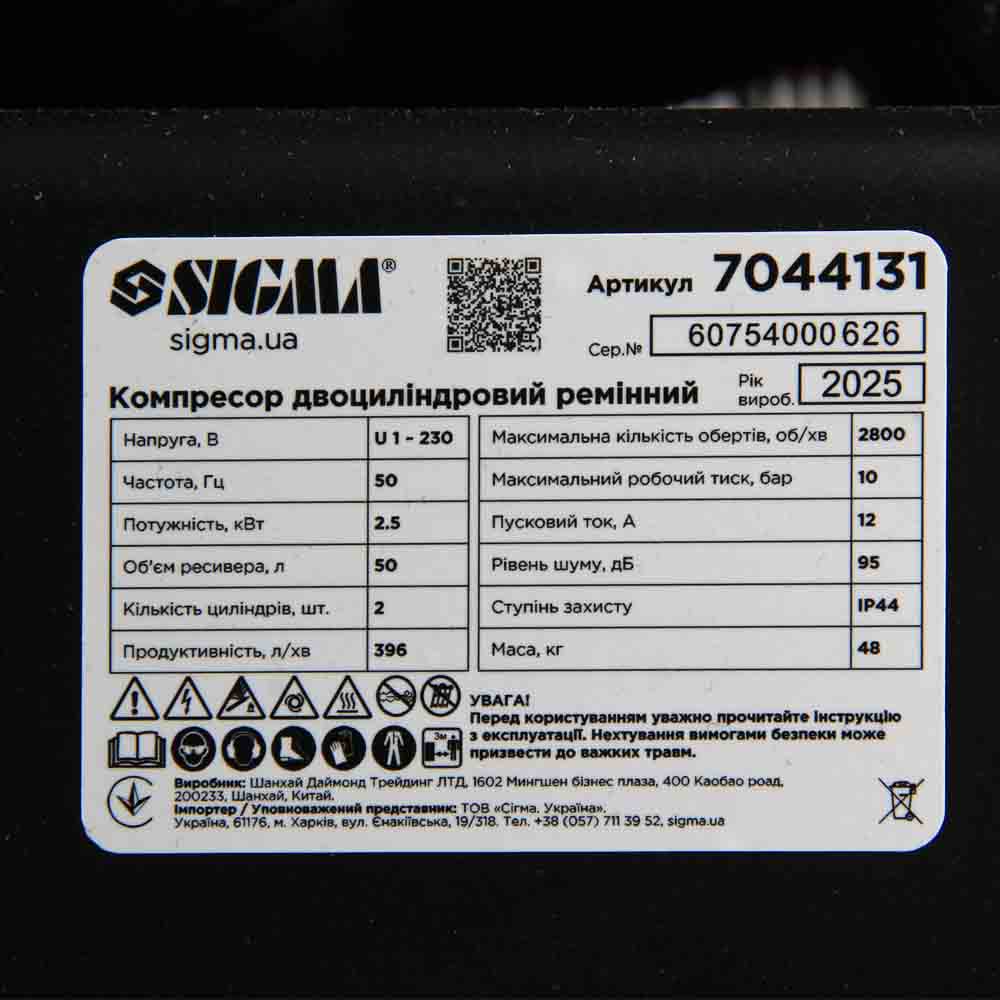 SIGMA®
sigma.ua
Артикул 7044131
Сер.№ 60754000626
Компресор двоциліндровий ремінний
Рік вироб. 2025
Напруга, В U 1 ~ 230
Частота, Гц 50
Потужність, кВт 2.5
Об'єм ресивера, л 50
Кількість циліндрів, шт. 2
Продуктивність, л/хв 396
Максимальна кількість обертів, об/хв 2800
Максимальний робочий тиск, бар 10
Пусковий ток, А 12
Рівень шуму, дБ 95
Ступінь захисту IP44
Маса, кг 48
3м
УВАГА!
Перед користуванням уважно прочитайте інструкцію
з експлуатації. Нехтування вимогами безпеки може
призвести до важких травм.
Виробник: Шанхай Даймонд Трейдинг ЛТД, 1602 Мингшен бізнес плаза, 400 Каобао роад,
200233, Шанхай, Китай.
Імпортер / Уповноважений представник: ТОВ «Сігма. Україна».
Україна, 61176, м. Харків, вул. Єнакіївська, 19/318. Тел. +38 (057) 711 39 52, sigma.ua